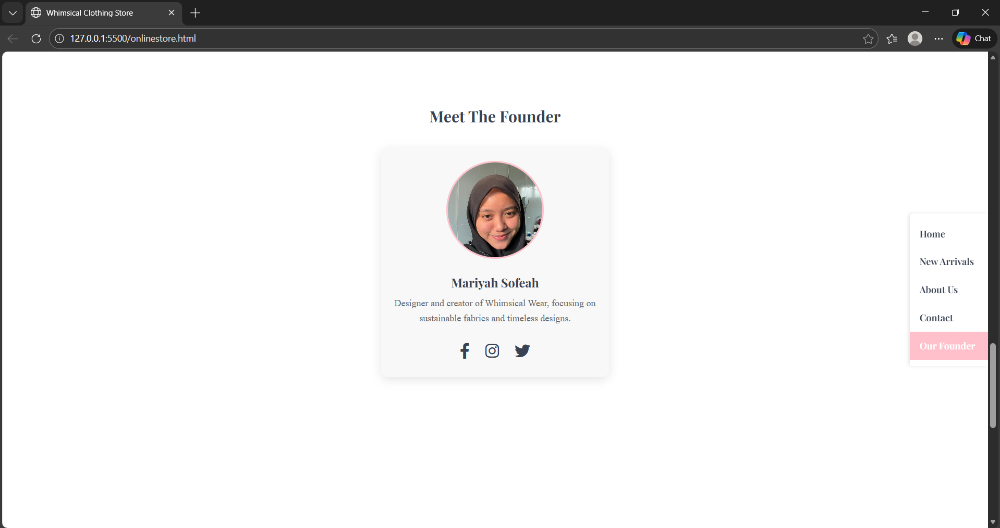 Whimsical Clothing Store
127.0.0.1:5500/onlinestore.html
Chat
Meet The Founder
Mariyah Sofeah
Designer and creator of Whimsical Wear, focusing on
sustainable fabrics and timeless designs.
Home
New Arrivals
About Us
Contact
Our Founder